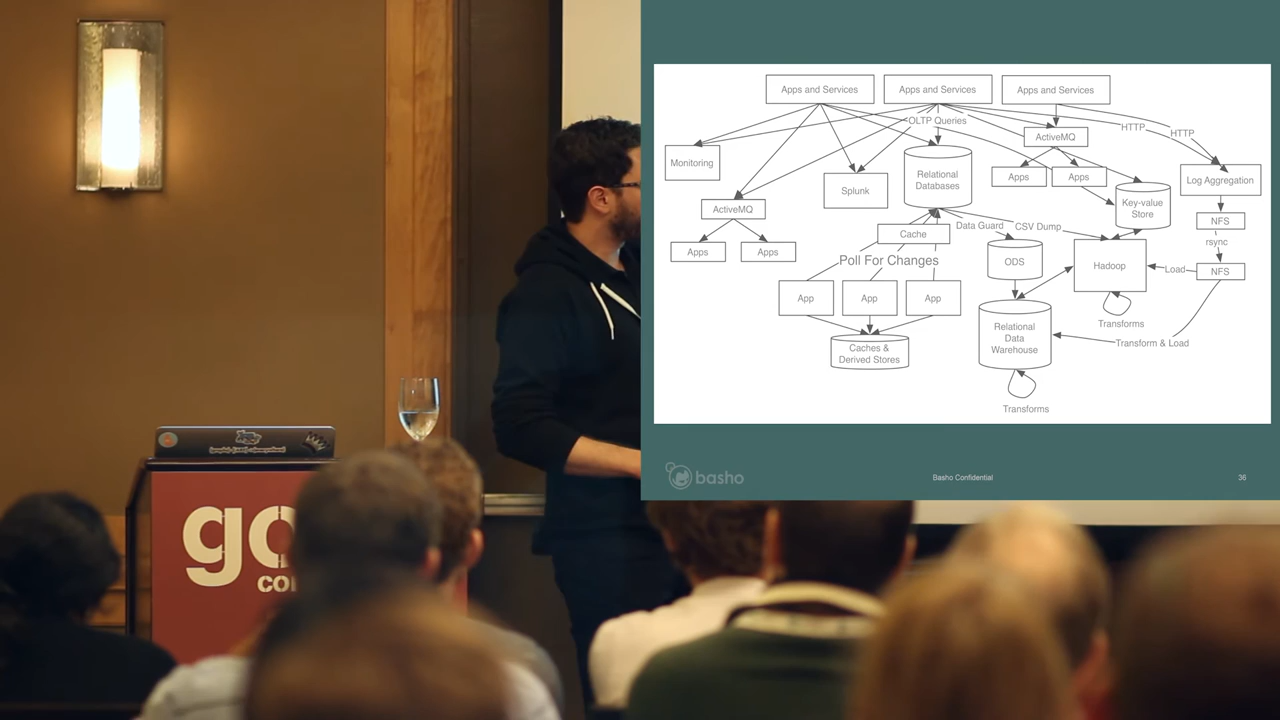 Apps and Services
Apps and Services
Apps and Services
OLTP Queries
HTTP
HTTP
ActiveMQ
Monitoring
Splunk
Relational
Databases
Apps
Apps
Key-value
Store
Log Aggregation
ActiveMQ
NFS
Cache
Data Guard
CSV Dump
rsync
Apps
Apps
Poll For Changes
ODS
Hadoop
Load
NFS
App
App
App
Transforms
Relational
Data
Warehouse
Transform & Load
Caches &
Derived Stores
Transforms
basho
Basho Confidential
36